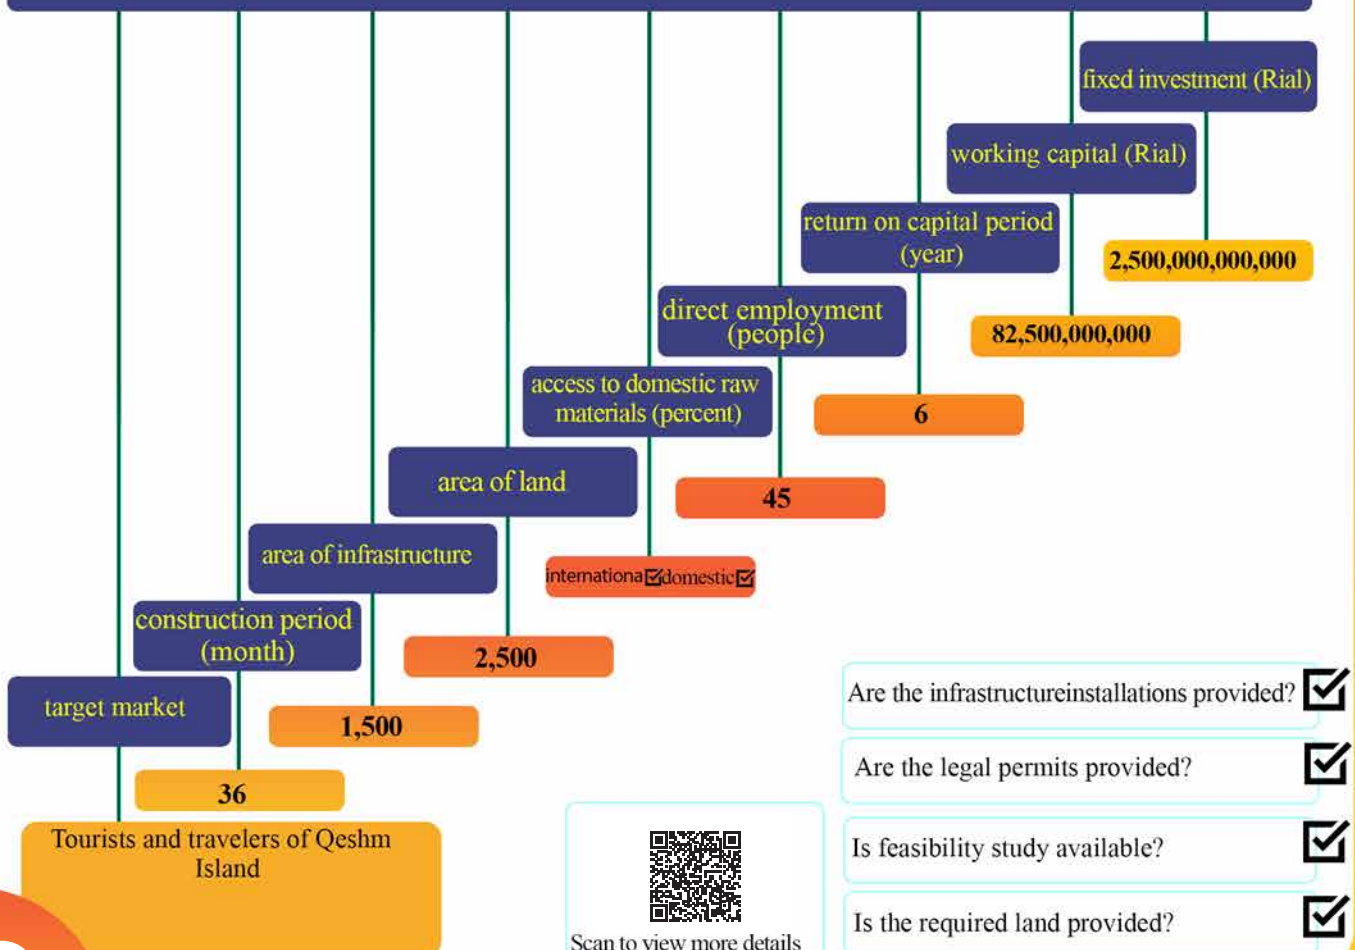 fixed investment (Rial)
2,500,000,000,000
working capital (Rial)
82,500,000,000
return on capital period
(year)
6
direct employment
(people)
45
access to domestic raw
materials (percent)
internationa domestic
area of land
2,500
area of infrastructure
1,500
construction period
(month)
36
target market
Tourists and travelers of Qeshm
Island
Are the infrastructureinstallations provided?
Are the legal permits provided?
Is feasibility study available?
Is the required land provided?
Scan to view more details